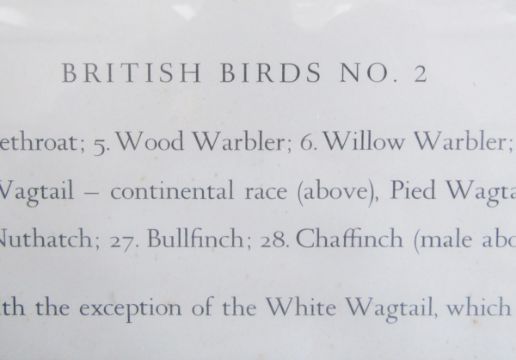 BRITISH BIRDS NO. 2
ethroat; 5. Wood Warbler; 6. Willow Warbler;
Wagtail – continental race (above), Pied Wagta
Nuthatch; 27. Bullfinch; 28. Chaffinch (male abo
th the exception of the White Wagtail, which